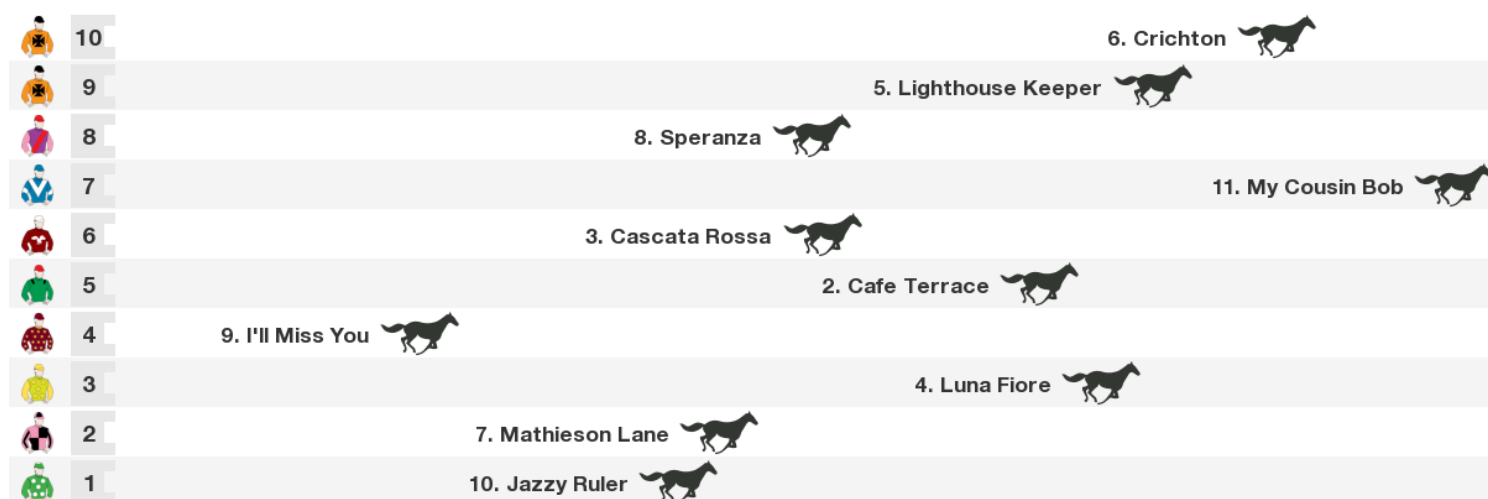 10 6. Crichton
9 5. Lighthouse Keeper
8 8. Speranza
7 11. My Cousin Bob
6 3. Cascata Rossa
5 2. Cafe Terrace
4 9. I'll Miss You
3 4. Luna Fiore
2 7. Mathieson Lane
1 10. Jazzy Ruler